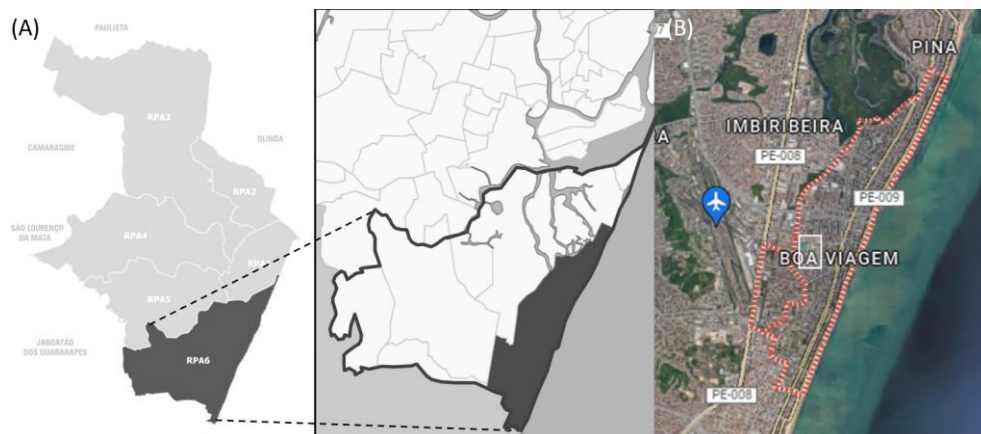 (A)
PAULISTA
RPA3
OLINDA
CAMARAGIBE
RPA2
SÃO LOURENÇO
DA MATA
RPA4
RPA5
JABOATÃO
DOS GUARARAPES
RPA6
(B)
PINA
IMBIRIBEIRA
PE-008
PE-009
BOA VIAGEM
PE-008